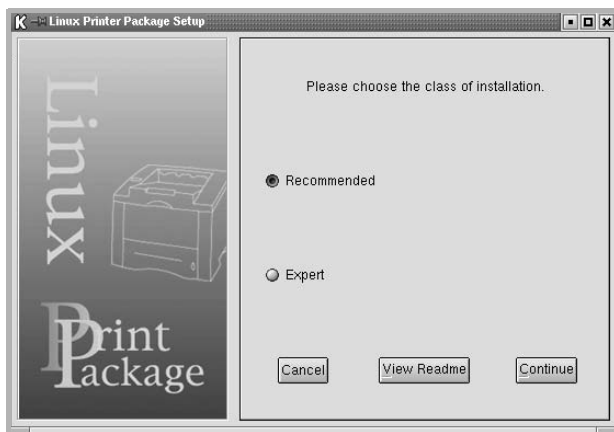 Linux Printer Package Setup
Linux
Print
Package
Please choose the class of installation.
Recommended
Expert
Cancel
View Readme
Continue